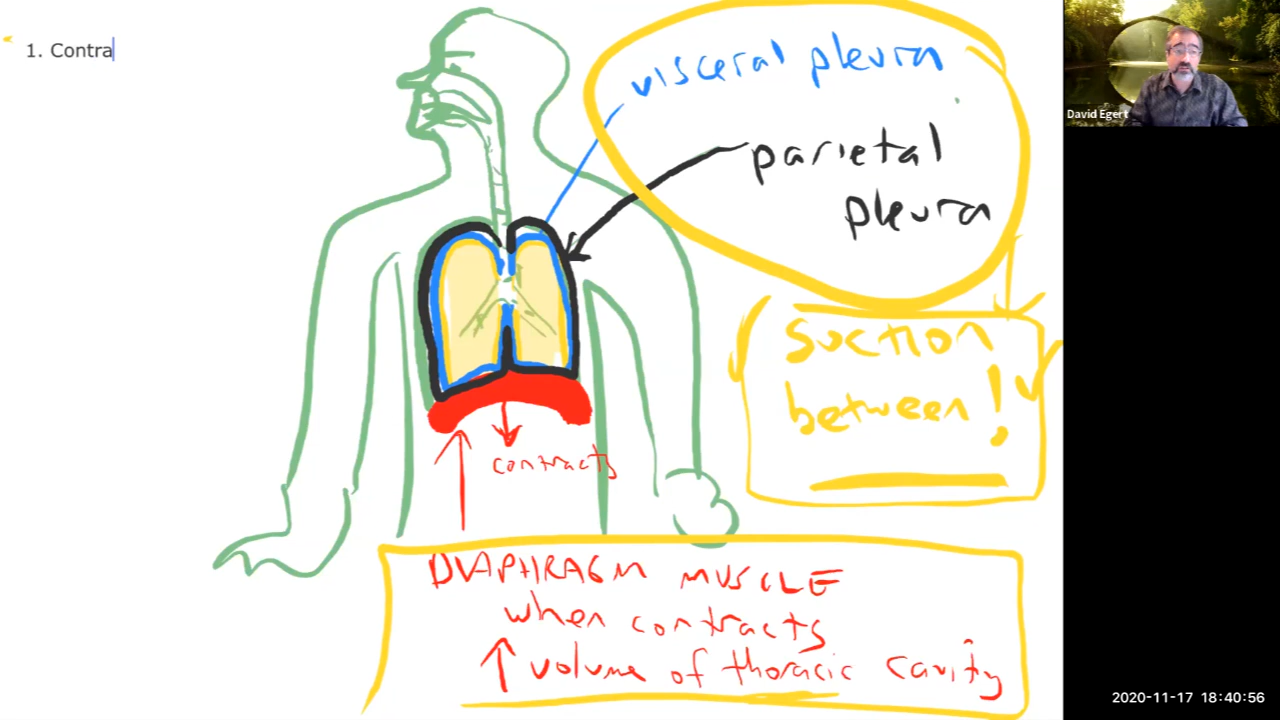 1. Contra
visceral pleura
parietal
pleura
suction
between!
contracts
DIAPHRAGM MUSCLE
when contracts
↑ volume of thoracic cavity
David Egert
2020-11-17 18:40:56